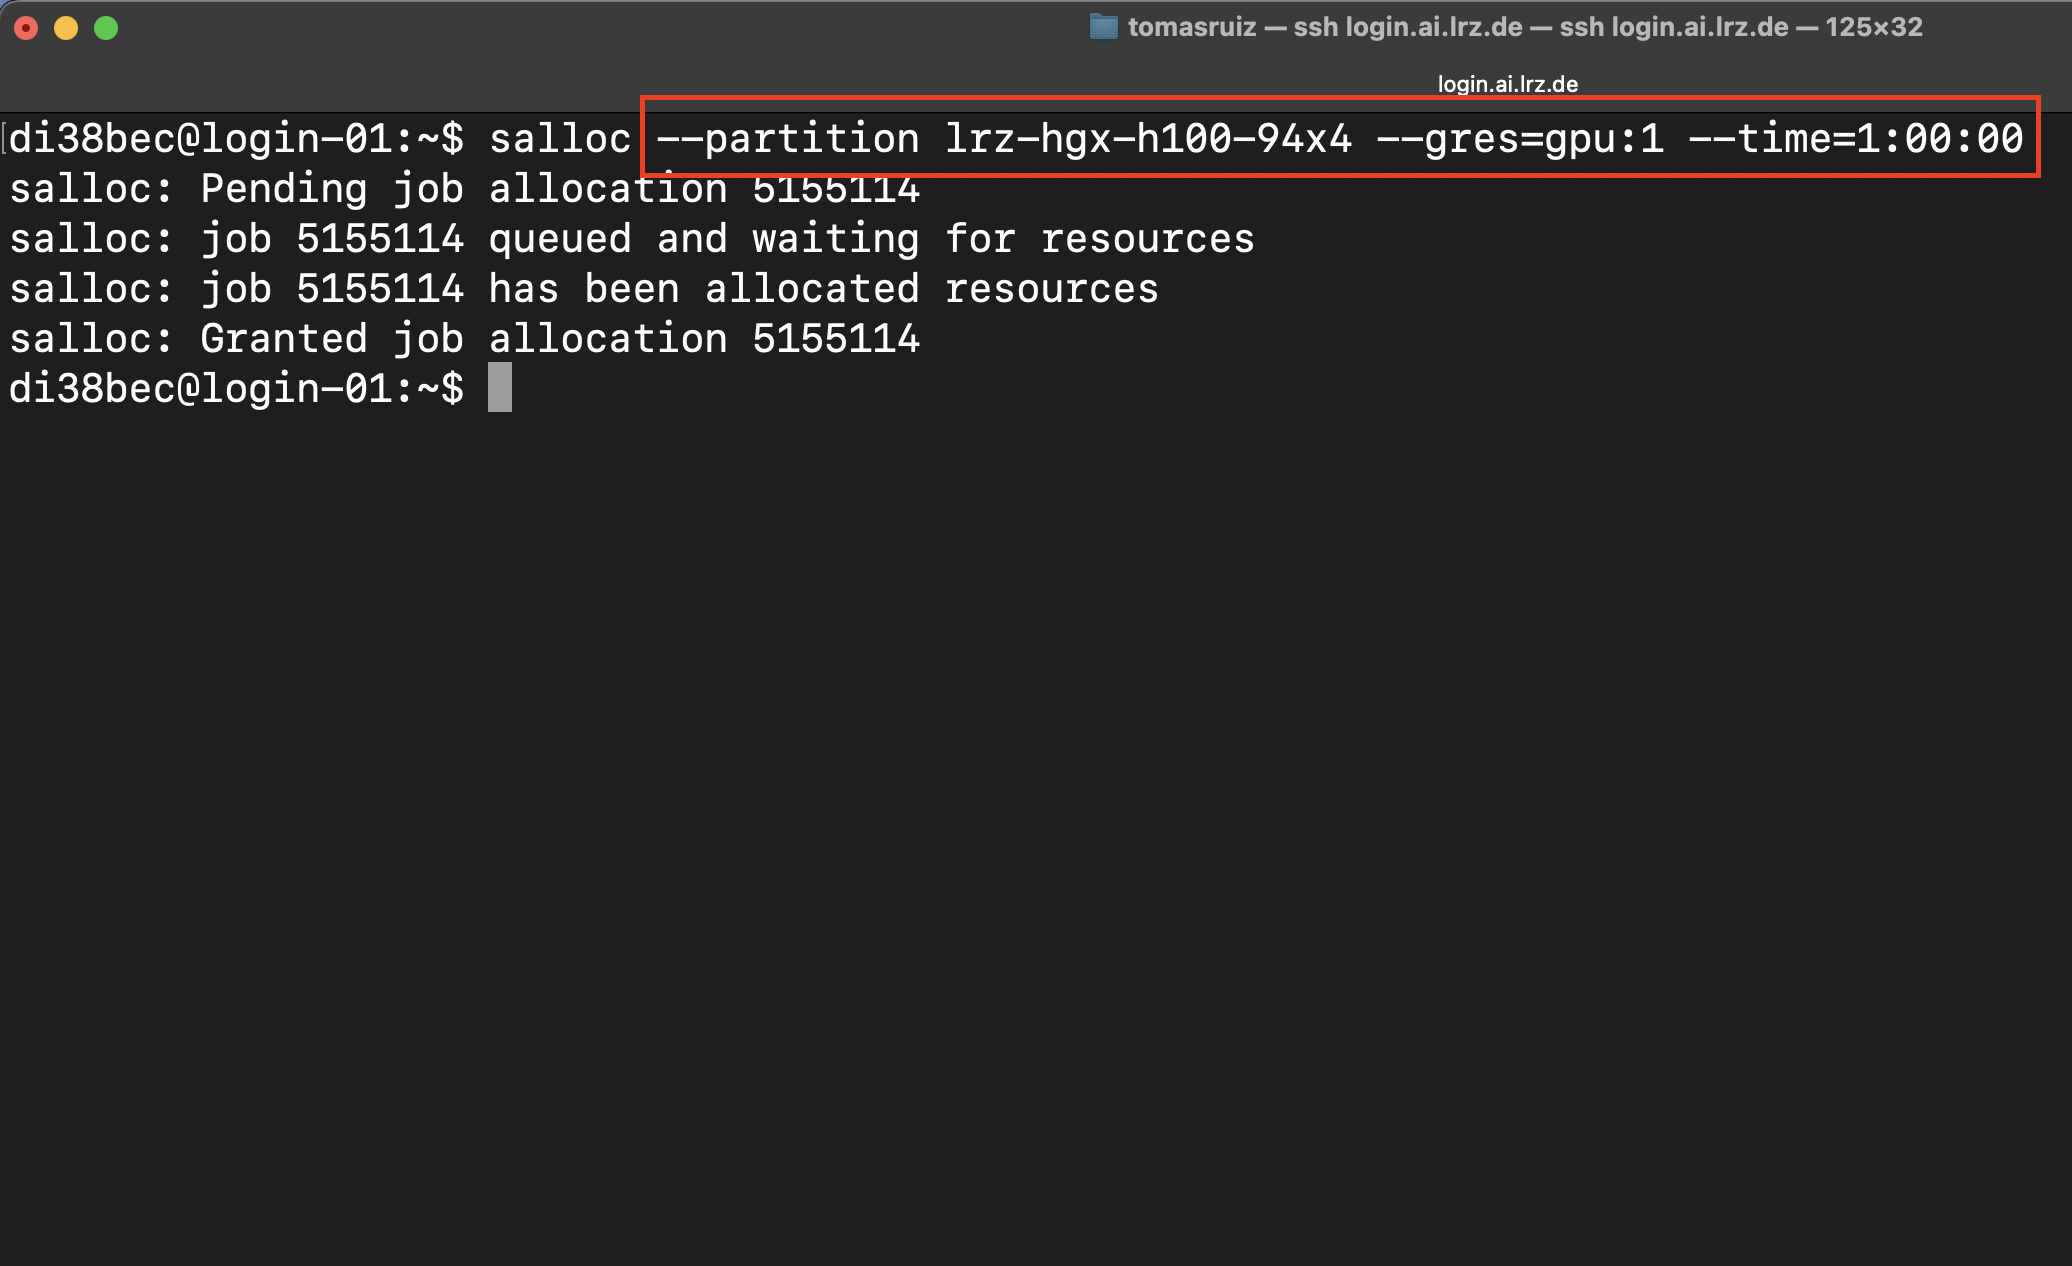 tomasruiz — ssh login.ai.lrz.de — ssh login.ai.lrz.de — 125×32
login.ai.lrz.de
di38bec@login-01:~$ salloc --partition lrz-hgx-h100-94x4 --gres=gpu:1 --time=1:00:00
salloc: Pending job allocation 5155114
salloc: job 5155114 queued and waiting for resources
salloc: job 5155114 has been allocated resources
salloc: Granted job allocation 5155114
di38bec@login-01:~$